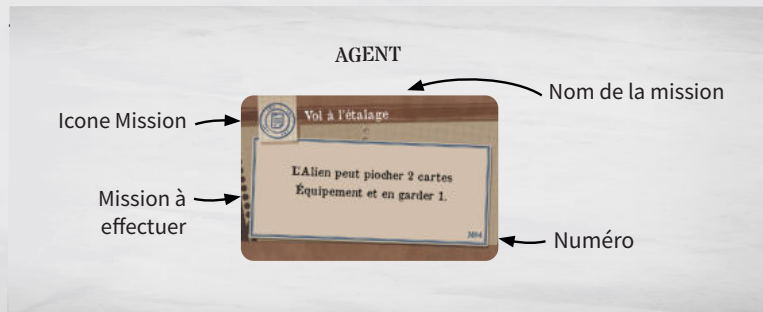 AGENT
Nom de la mission
Icone Mission
Vol à l'étalage
L'Alien peut piocher 2 cartes
Équipement et en garder 1.
Mission à
effectuer
Numéro